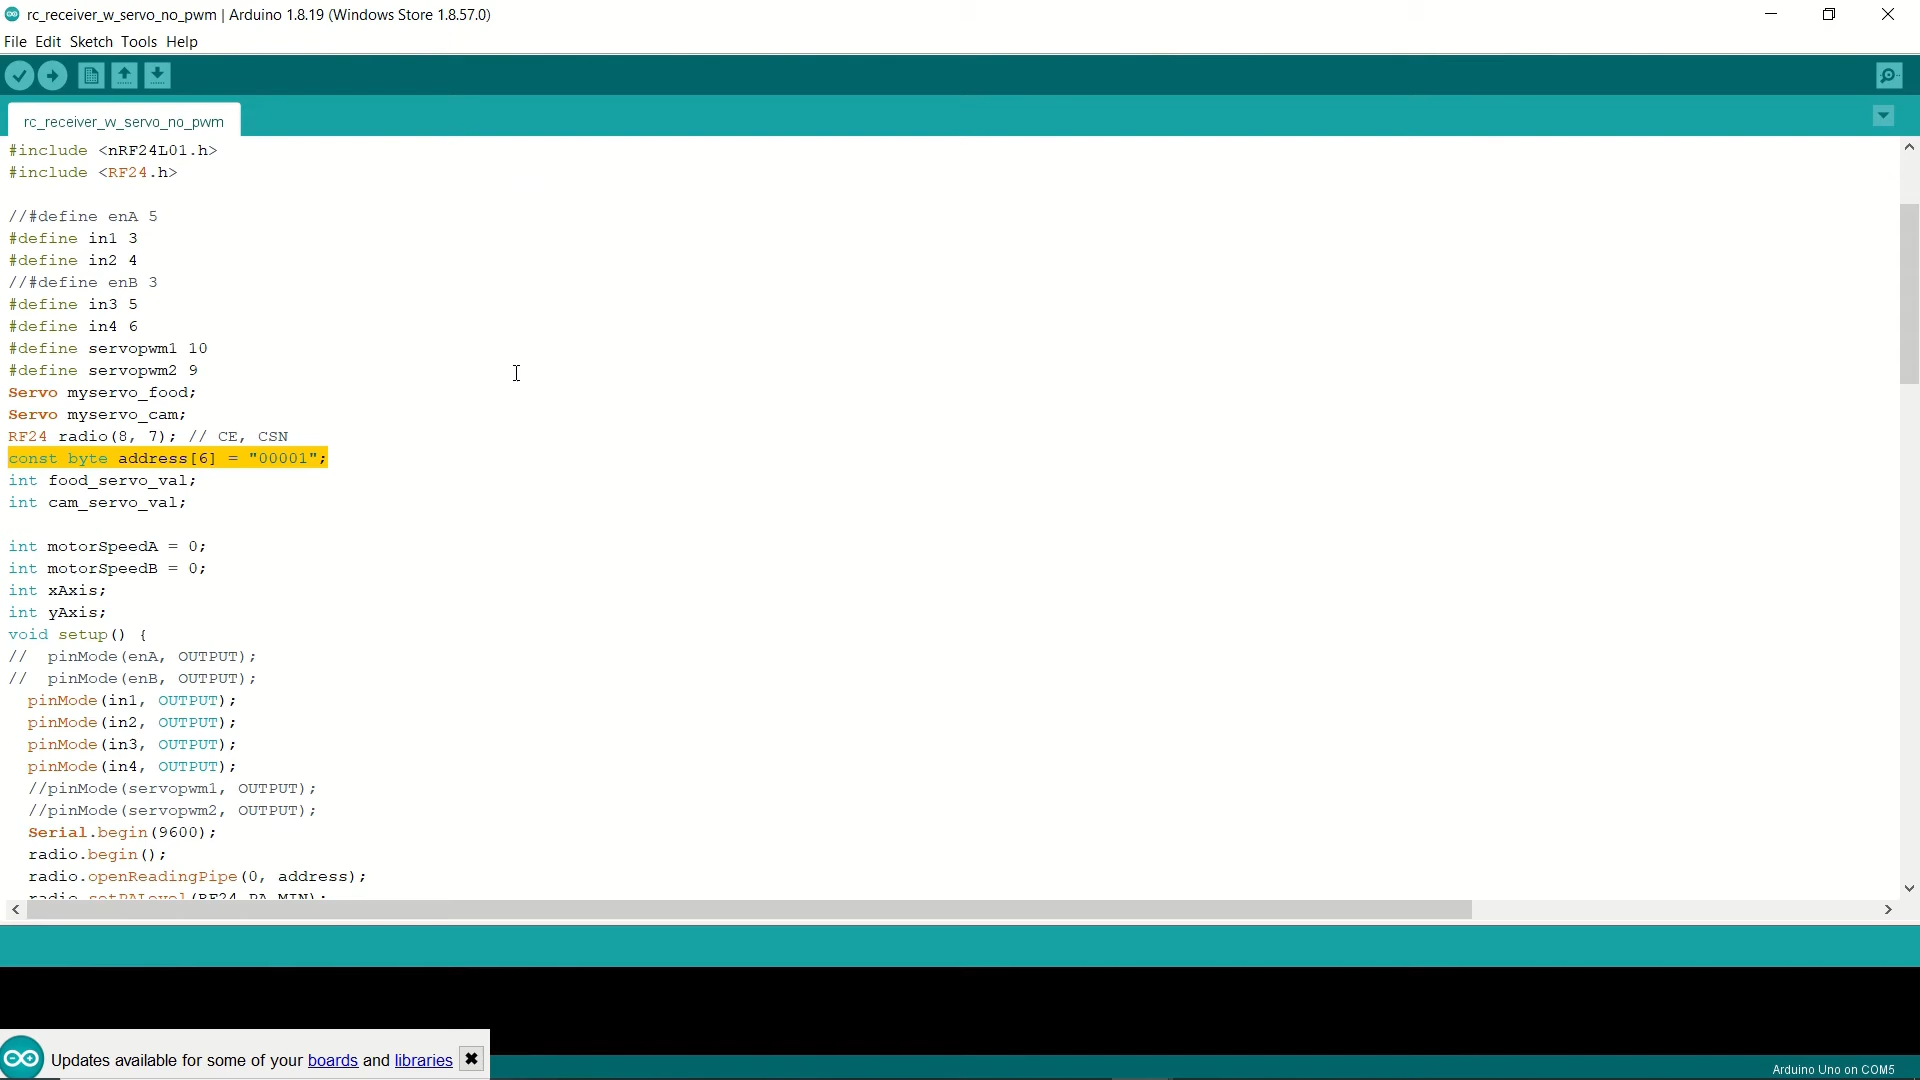 rc_receiver_w_servo_no_pwm | Arduino 1.8.19 (Windows Store 1.8.57.0)
File Edit Sketch Tools Help
rc_receiver_w_servo_no_pwm
#include <nRF24L01.h>
#include <RF24.h>
//#define enA 5
#define in1 3
#define in2 4
//#define enB 3
#define in3 5
#define in4 6
#define servopwm1 10
#define servopwm2 9
Servo myservo_food;
Servo myservo_cam;
RF24 radio(8, 7); // CE, CSN
const byte address[6] = "00001";
int food_servo_val;
int cam_servo_val;
int motorSpeedA = 0;
int motorSpeedB = 0;
int xAxis;
int yAxis;
void setup() {
//  pinMode(enA, OUTPUT);
//  pinMode(enB, OUTPUT);
  pinMode(in1, OUTPUT);
  pinMode(in2, OUTPUT);
  pinMode(in3, OUTPUT);
  pinMode(in4, OUTPUT);
  //pinMode(servopwm1, OUTPUT);
  //pinMode(servopwm2, OUTPUT);
  Serial.begin(9600);
  radio.begin();
  radio.openReadingPipe(0, address);
  radio.setPALevel(RF24_PA_MIN);
Updates available for some of your boards and libraries
Arduino Uno on COM5